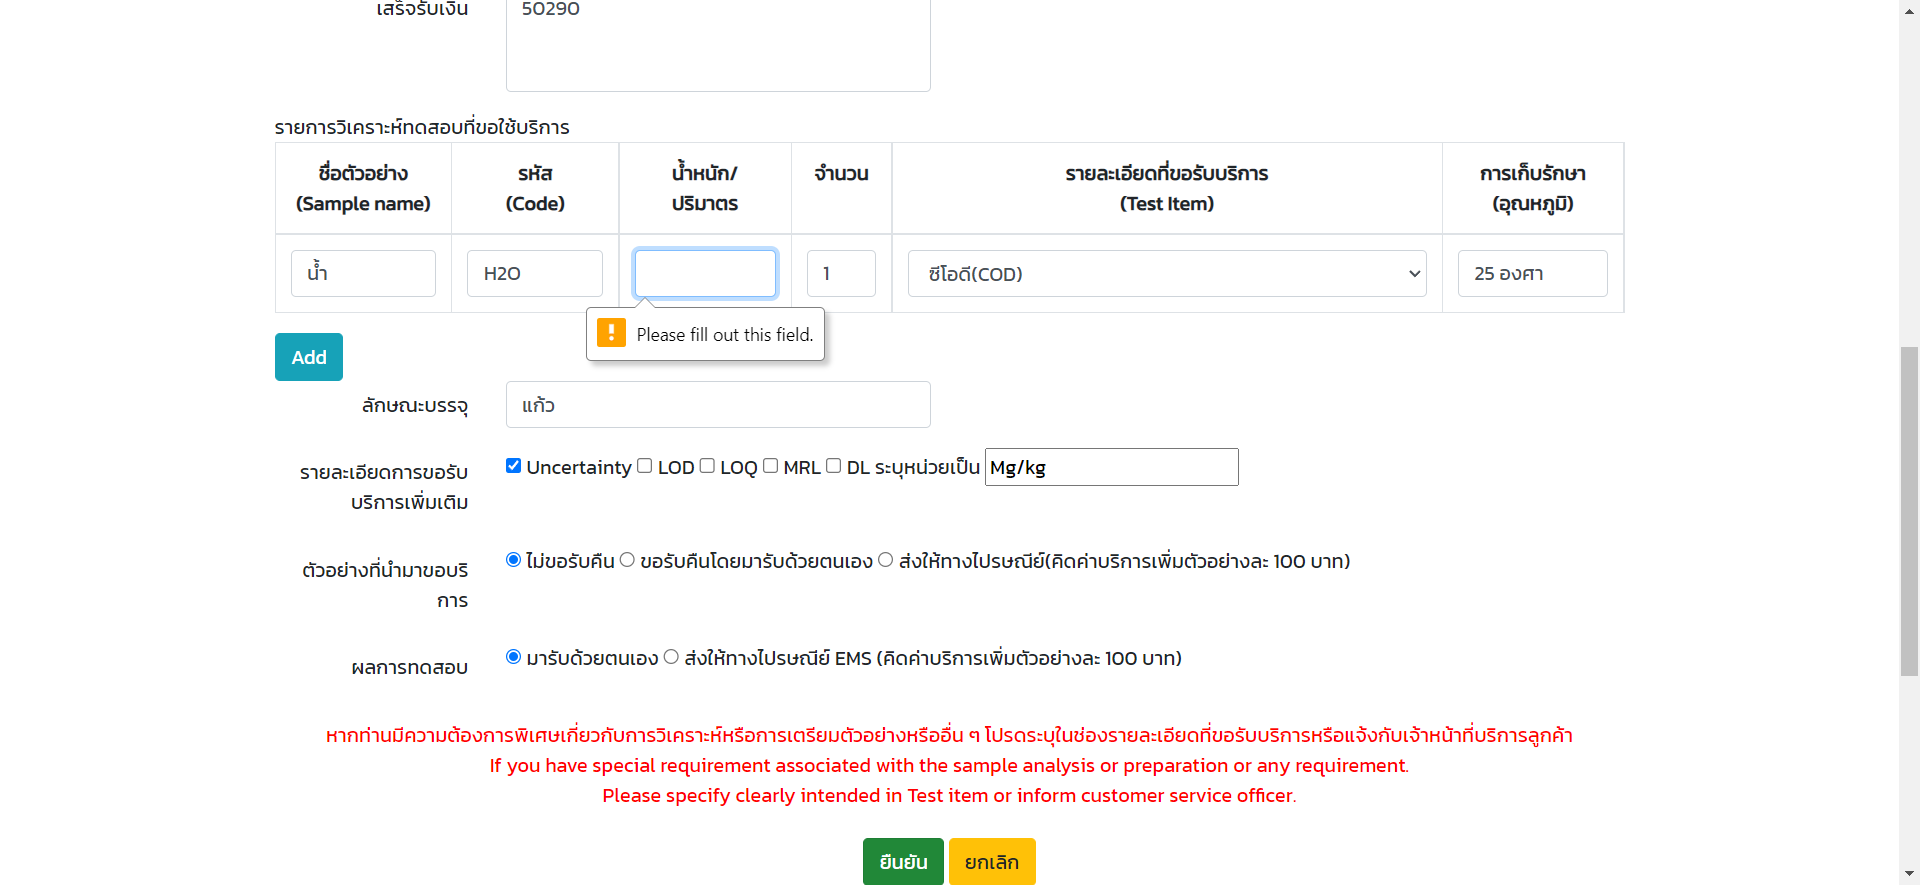 เสร็จรับเงิน
50290
รายการวิเคราะห์ทดสอบที่ขอใช้บริการ
ชื่อตัวอย่าง
(Sample name)
รหัส
(Code)
น้ำหนัก/
ปริมาตร
จำนวน
รายละเอียดที่ขอรับบริการ
(Test Item)
การเก็บรักษา
(อุณหภูมิ)
น้ำ
H2O
1
ซีโอดี(COD)
25 องศา
Please fill out this field.
Add
ลักษณะบรรจุ
แก้ว
รายละเอียดการขอรับ
บริการเพิ่มเติม
Uncertainty LOD LOQ MRL DL ระบุหน่วยเป็น Mg/kg
ตัวอย่างที่นำมาขอบริ
การ
ไม่ขอรับคืน ขอรับคืนโดยมารับด้วยตนเอง ส่งให้ทางไปรษณีย์(คิดค่าบริการเพิ่มตัวอย่างละ 100 บาท)
ผลการทดสอบ
มารับด้วยตนเอง ส่งให้ทางไปรษณีย์ EMS (คิดค่าบริการเพิ่มตัวอย่างละ 100 บาท)
หากท่านมีความต้องการพิเศษเกี่ยวกับการวิเคราะห์หรือการเตรียมตัวอย่างหรืออื่น ๆ โปรดระบุในช่องรายละเอียดที่ขอรับบริการหรือแจ้งกับเจ้าหน้าที่บริการลูกค้า
If you have special requirement associated with the sample analysis or preparation or any requirement.
Please specify clearly intended in Test item or inform customer service officer.
ยืนยัน
ยกเลิก